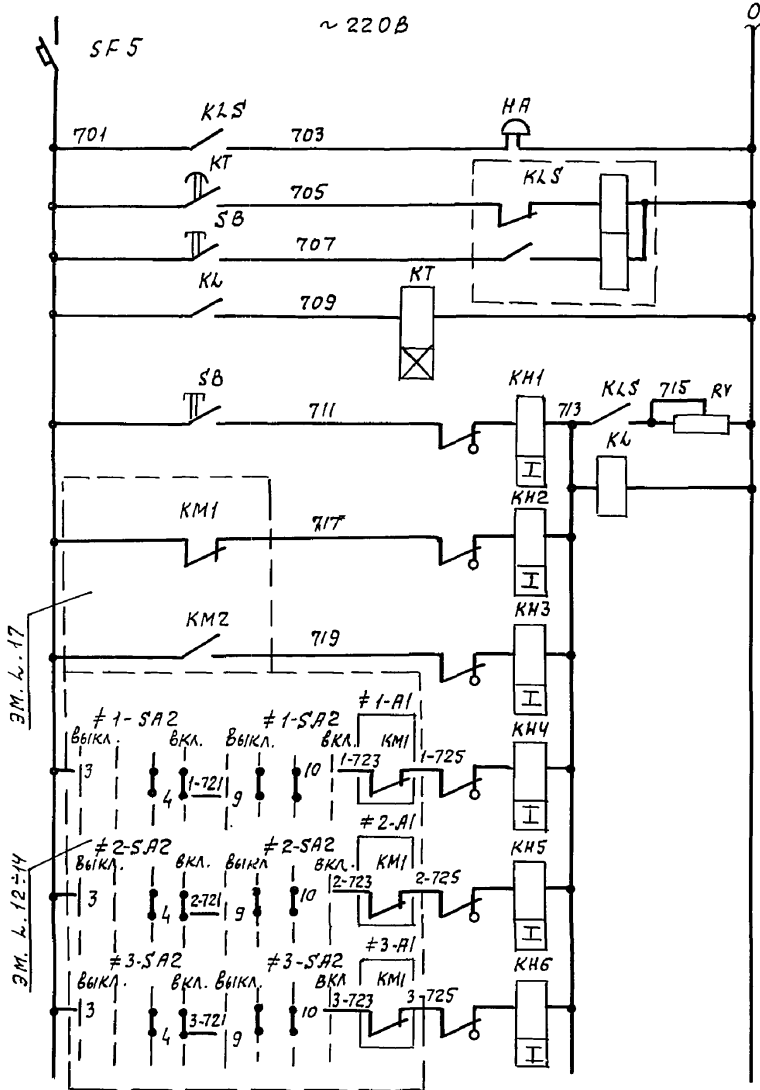 ~ 220В
0
SF5
KLS
HA
701
703
KT
705
KLS
SB
707
KL
709
KT
SB
711
KH1
713
KLS
715
RV
KL
I
KH2
KM1
717
I
KH3
KM2
719
I
ЭМ. Л. 17
#1-SA2
#1-SA2
#1-A1
KH4
ВЫКЛ.
ВКЛ.
ВЫКЛ.
ВКЛ.
KM1
3
4
1-721
9
10
1-723
1-725
I
#2-SA2
#2-SA2
#2-A1
KH5
ВЫКЛ.
ВКЛ.
ВЫКЛ
ВКЛ.
KM1
3
4
2-721
9
10
2-723
2-725
I
ЭМ. Л. 12÷14
#3-SA2
#3-SA2
#3-A1
KH6
ВЫКЛ.
ВКЛ.
ВЫКЛ.
ВКЛ
KM1
3
4
3-721
9
10
3-723
3-725
I